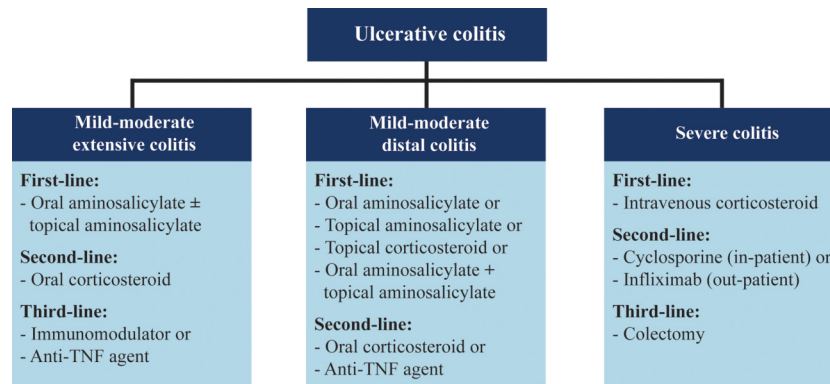 Ulcerative colitis
Mild-moderate
extensive colitis
First-line:
- Oral aminosalicylate ±
topical aminosalicylate
Second-line:
- Oral corticosteroid
Third-line:
- Immunomodulator or
- Anti-TNF agent
Mild-moderate
distal colitis
First-line:
- Oral aminosalicylate or
- Topical aminosalicylate or
- Topical corticosteroid or
- Oral aminosalicylate +
topical aminosalicylate
Second-line:
- Oral corticosteroid or
- Anti-TNF agent
Severe colitis
First-line:
- Intravenous corticosteroid
Second-line:
- Cyclosporine (in-patient) or
- Infliximab (out-patient)
Third-line:
- Colectomy